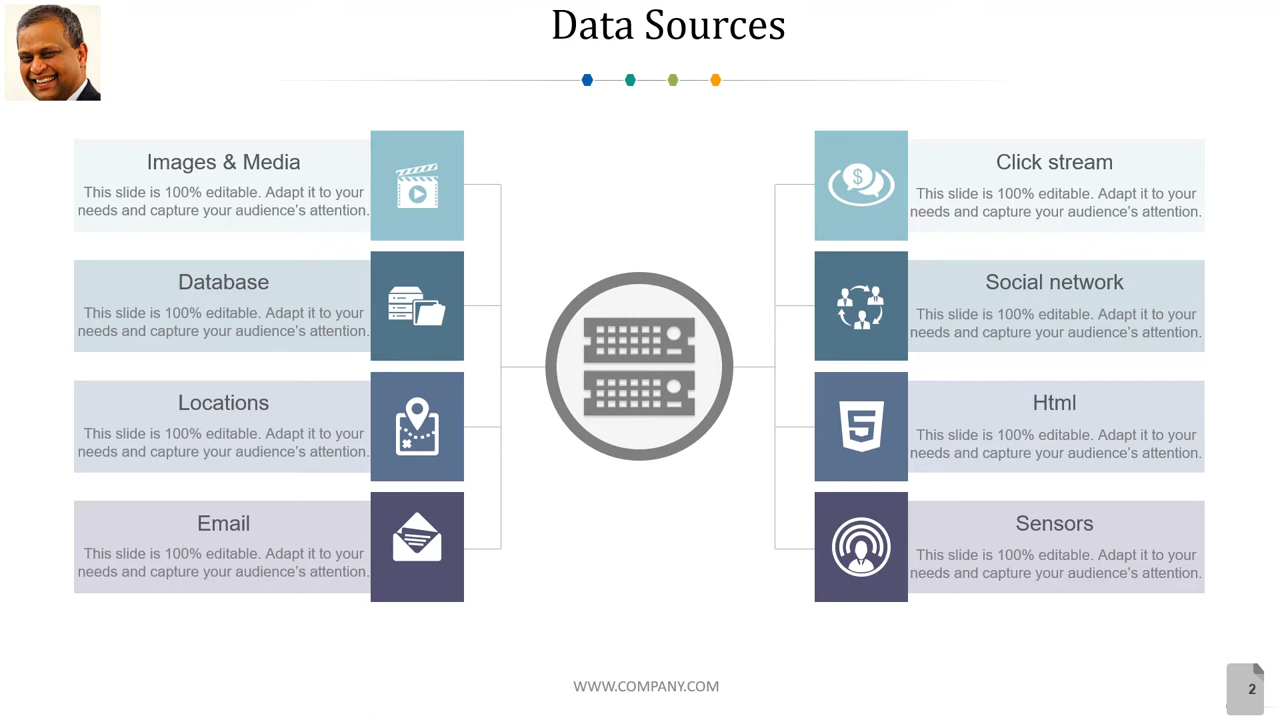 Data Sources
Images & Media
This slide is 100% editable. Adapt it to your
needs and capture your audience’s attention.
Database
This slide is 100% editable. Adapt it to your
needs and capture your audience’s attention.
Locations
This slide is 100% editable. Adapt it to your
needs and capture your audience’s attention.
Email
This slide is 100% editable. Adapt it to your
needs and capture your audience’s attention.
$
Click stream
This slide is 100% editable. Adapt it to your
needs and capture your audience’s attention.
Social network
This slide is 100% editable. Adapt it to your
needs and capture your audience’s attention.
5
Html
This slide is 100% editable. Adapt it to your
needs and capture your audience’s attention.
Sensors
This slide is 100% editable. Adapt it to your
needs and capture your audience’s attention.
WWW.COMPANY.COM
2